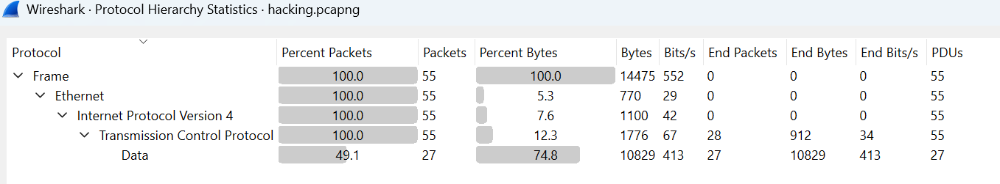 Wireshark · Protocol Hierarchy Statistics · hacking.pcapng
Protocol Percent Packets Packets Percent Bytes Bytes Bits/s End Packets End Bytes End Bits/s PDUs
Frame 100.0 55 100.0 14475 552 0 0 0 55
Ethernet 100.0 55 5.3 770 29 0 0 0 55
Internet Protocol Version 4 100.0 55 7.6 1100 42 0 0 0 55
Transmission Control Protocol 100.0 55 12.3 1776 67 28 912 34 55
Data 49.1 27 74.8 10829 413 27 10829 413 27